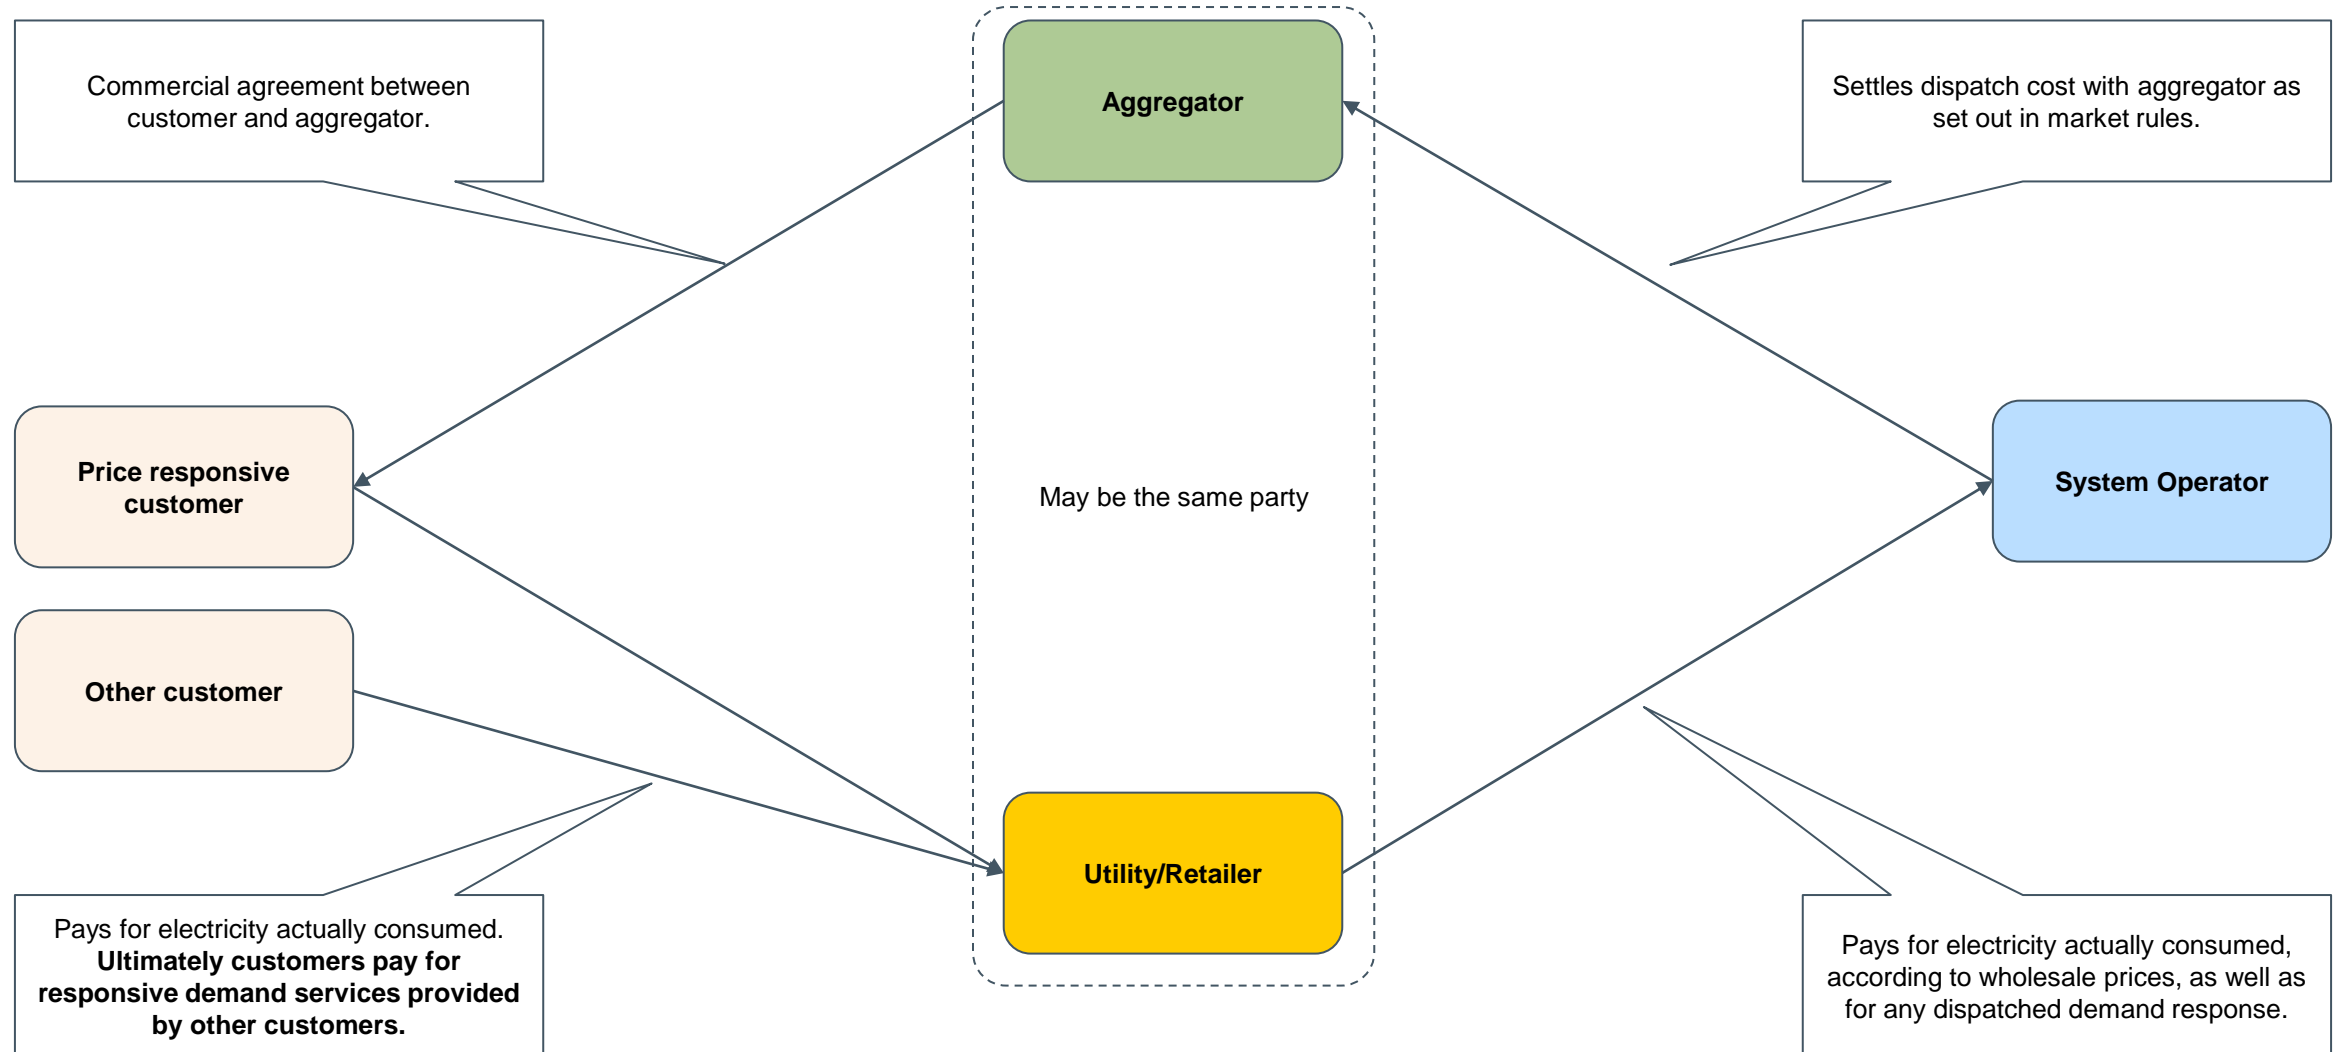 Commercial agreement between
customer and aggregator.
Aggregator
Settles dispatch cost with aggregator as
set out in market rules.
Price responsive
customer
May be the same party
System Operator
Other customer
Utility/Retailer
Pays for electricity actually consumed.
Ultimately customers pay for
responsive demand services provided
by other customers.
Pays for electricity actually consumed,
according to wholesale prices, as well as
for any dispatched demand response.